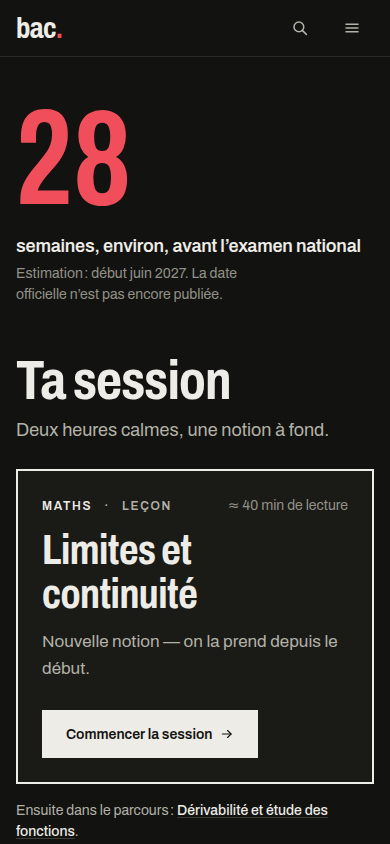 bac.
28
semaines, environ, avant l’examen national
Estimation : début juin 2027. La date
officielle n’est pas encore publiée.
Ta session
Deux heures calmes, une notion à fond.
MATHS · LEÇON ≈ 40 min de lecture
Limites et
continuité
Nouvelle notion — on la prend depuis le
début.
Commencer la session →
Ensuite dans le parcours : Dérivabilité et étude des
fonctions.